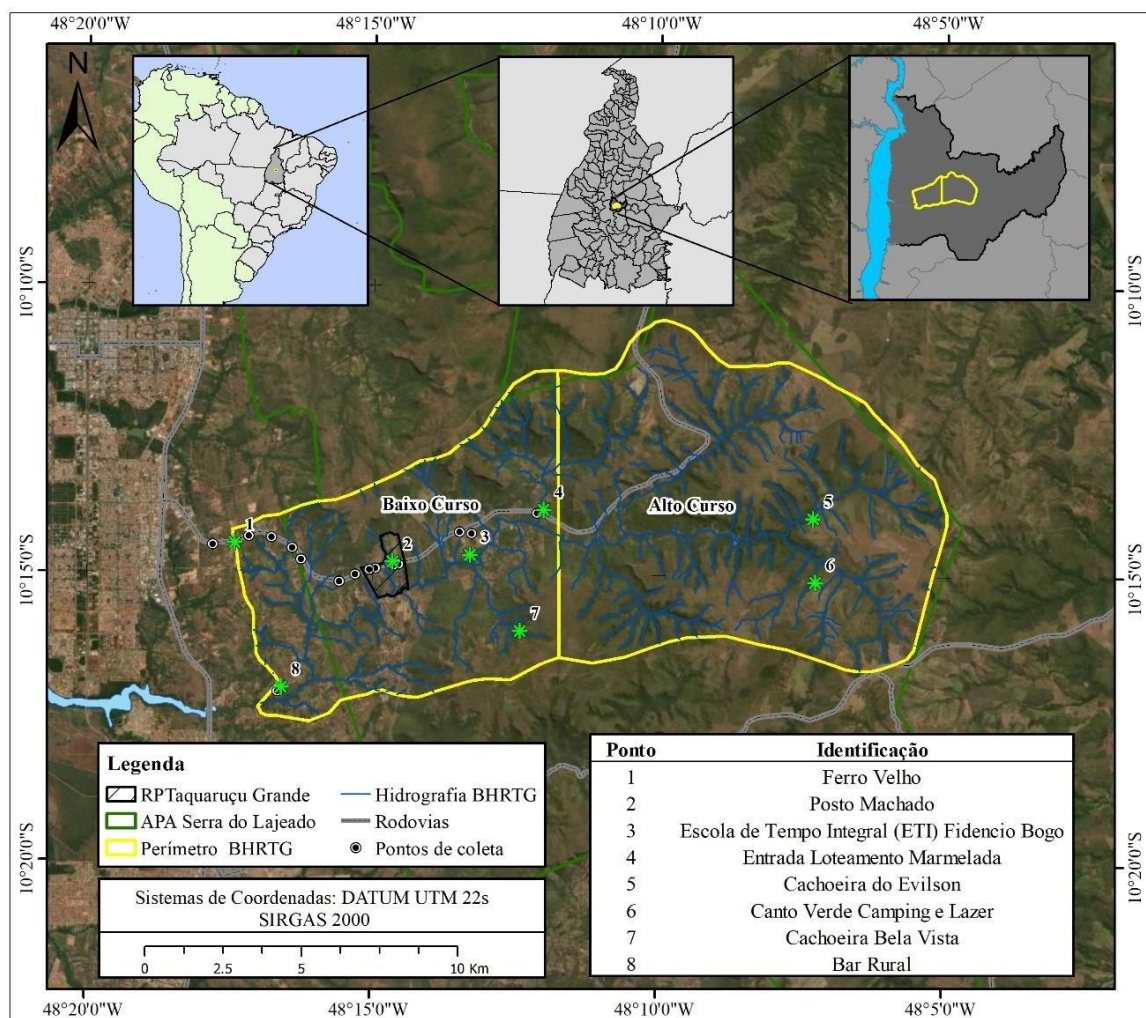 48°20'0"W 48°15'0"W 48°10'0"W 48°5'0"W
N
10°10'0"S 10°10'0"S
Baixo Curso Alto Curso
1
2
3
4
5
6
7
8
10°15'0"S 10°15'0"S
Legenda
RPTaquaruçu Grande Hidrografia BHRTG
APA Serra do Lajeado Rodovias
Perímetro BHRTG Pontos de coleta
Sistemas de Coordenadas: DATUM UTM 22s
SIRGAS 2000
0 2.5 5 10 Km
Ponto Identificação
1 Ferro Velho
2 Posto Machado
3 Escola de Tempo Integral (ETI) Fidencio Bogo
4 Entrada Loteamento Marmelada
5 Cachoeira do Evilson
6 Canto Verde Camping e Lazer
7 Cachoeira Bela Vista
8 Bar Rural
10°20'0"S 10°20'0"S
48°20'0"W 48°15'0"W 48°10'0"W 48°5'0"W